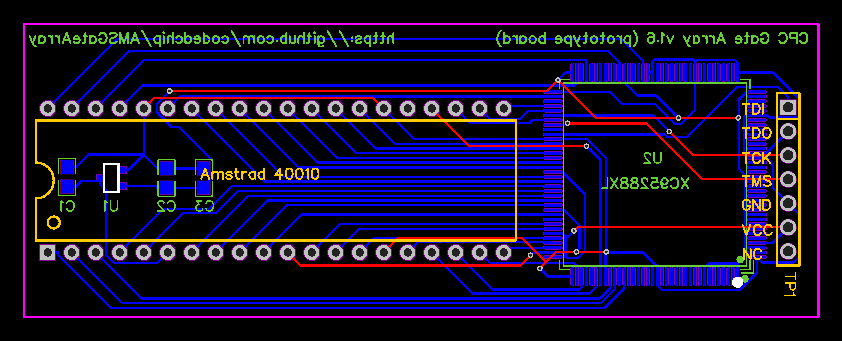 CPC Gate Array v1.6 (prototype board)
https://github.com/codedchip/AMSGateArray
TDI
TDO
TCK
TMS
GND
VCC
NC
TP1
U2
XC95288XL
Amstrad 40010
C1
U1
C2
C3